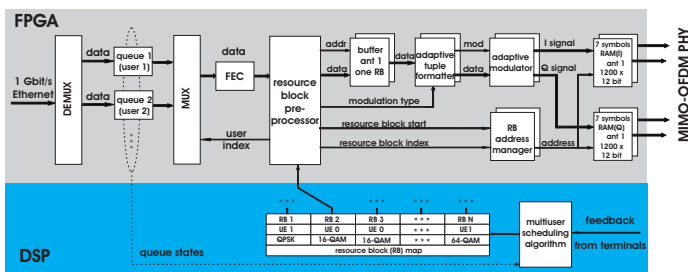 FPGA
1 Gbit/s
Ethernet
DEMUX
data
data
queue 1
(user 1)
queue 2
(user 2)
MUX
data
FEC
user
index
resource
block
pre-
processor
addr
data
buffer
ant 1
one RB
data
adaptive
tuple
formatter
mod
data
adaptive
modulator
I signal
Q signal
7 symbols
RAM(I)
ant 1
1200 x
12 bit
7 symbols
RAM(Q)
ant 1
1200 x
12 bit
modulation type
resource block start
resource block index
RB
address
manager
address
MIMO-OFDM PHY
DSP
queue states
* * * * * * * * * * * * * * *
RB 1 RB 2 RB 3 * * * RB N
UE 1 UE 0 UE 0 * * * UE1
QPSK 16-QAM 16-QAM * * * 64-QAM
resource block (RB) map
multiuser
scheduling
algorithm
feedback
from terminals